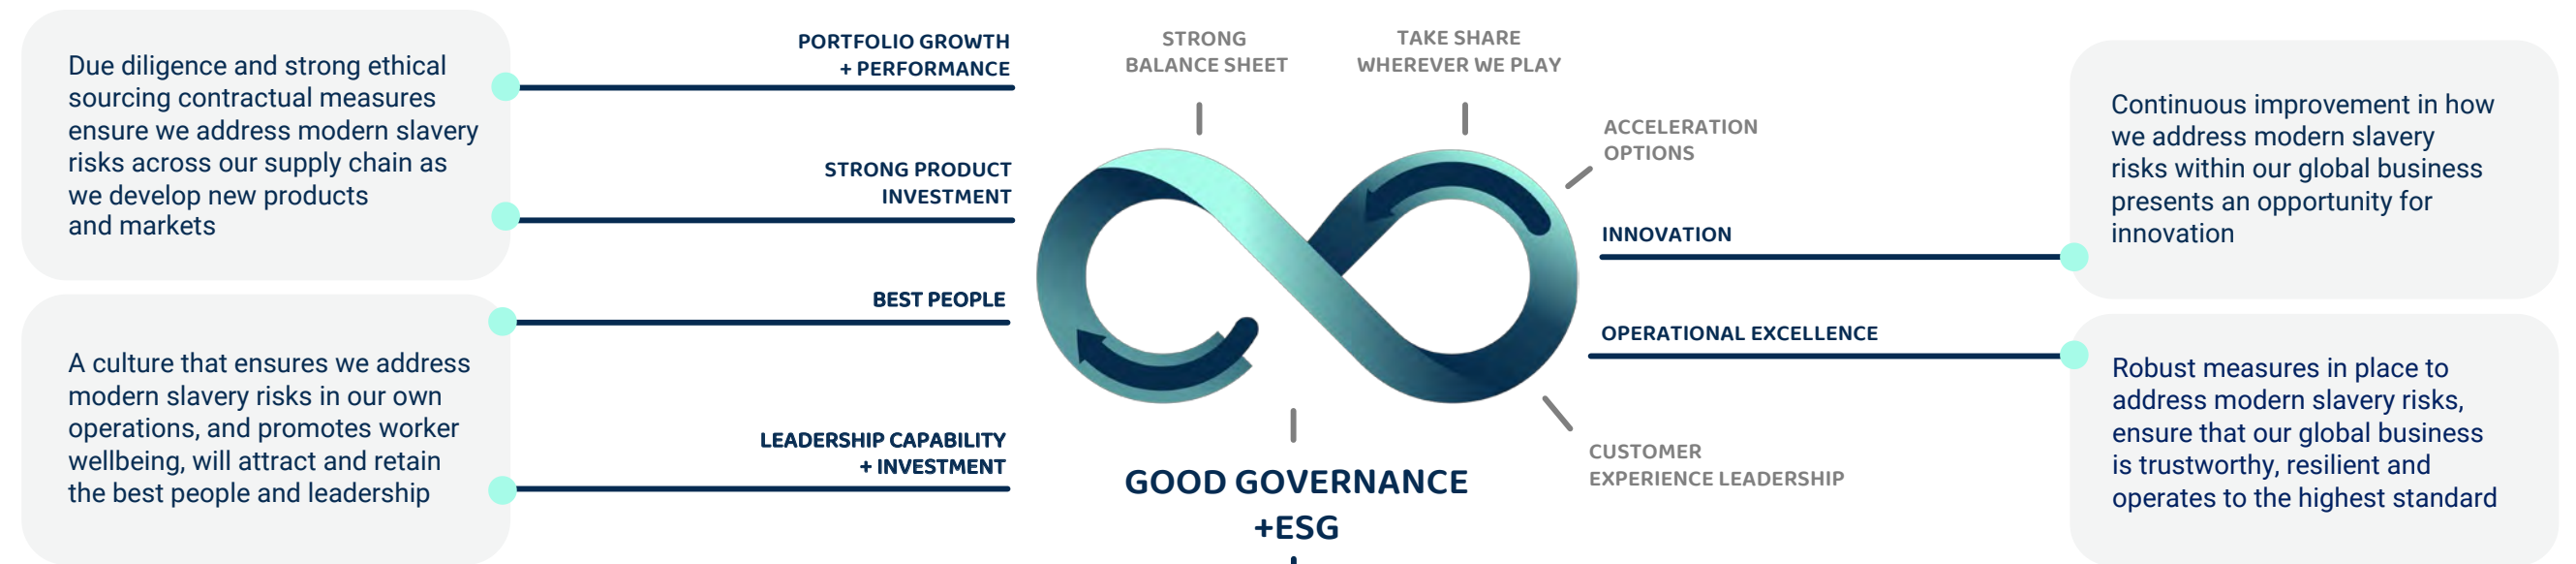 Due diligence and strong ethical
sourcing contractual measures
ensure we address modern slavery
risks across our supply chain as
we develop new products
and markets
A culture that ensures we address
modern slavery risks in our own
operations, and promotes worker
wellbeing, will attract and retain
the best people and leadership
PORTFOLIO GROWTH
+ PERFORMANCE
STRONG PRODUCT
INVESTMENT
BEST PEOPLE
LEADERSHIP CAPABILITY
+ INVESTMENT
STRONG
BALANCE SHEET
TAKE SHARE
WHEREVER WE PLAY
ACCELERATION
OPTIONS
INNOVATION
OPERATIONAL EXCELLENCE
CUSTOMER
EXPERIENCE LEADERSHIP
GOOD GOVERNANCE
+ESG
Continuous improvement in how
we address modern slavery
risks within our global business
presents an opportunity for
innovation
Robust measures in place to
address modern slavery risks,
ensure that our global business
is trustworthy, resilient and
operates to the highest standard